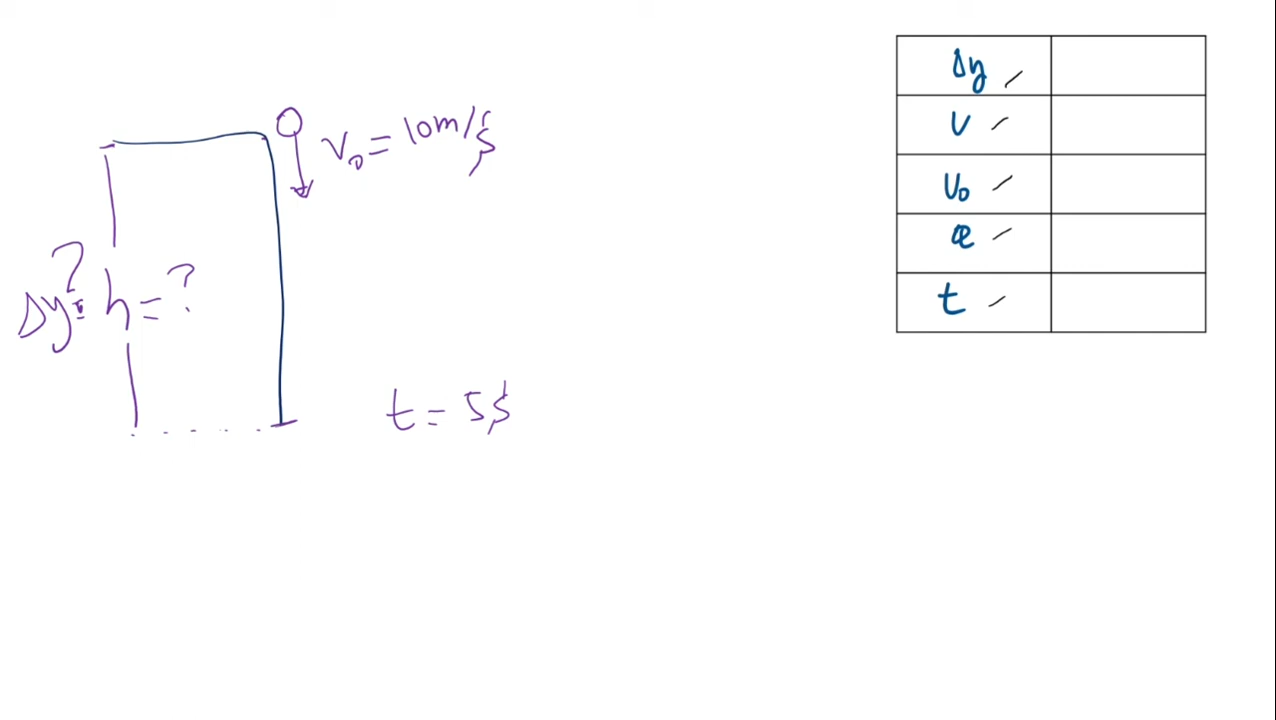 V₀ = 10m/s
Δy = ? h = ?
t = 5s
Δy
v
v₀
a
t